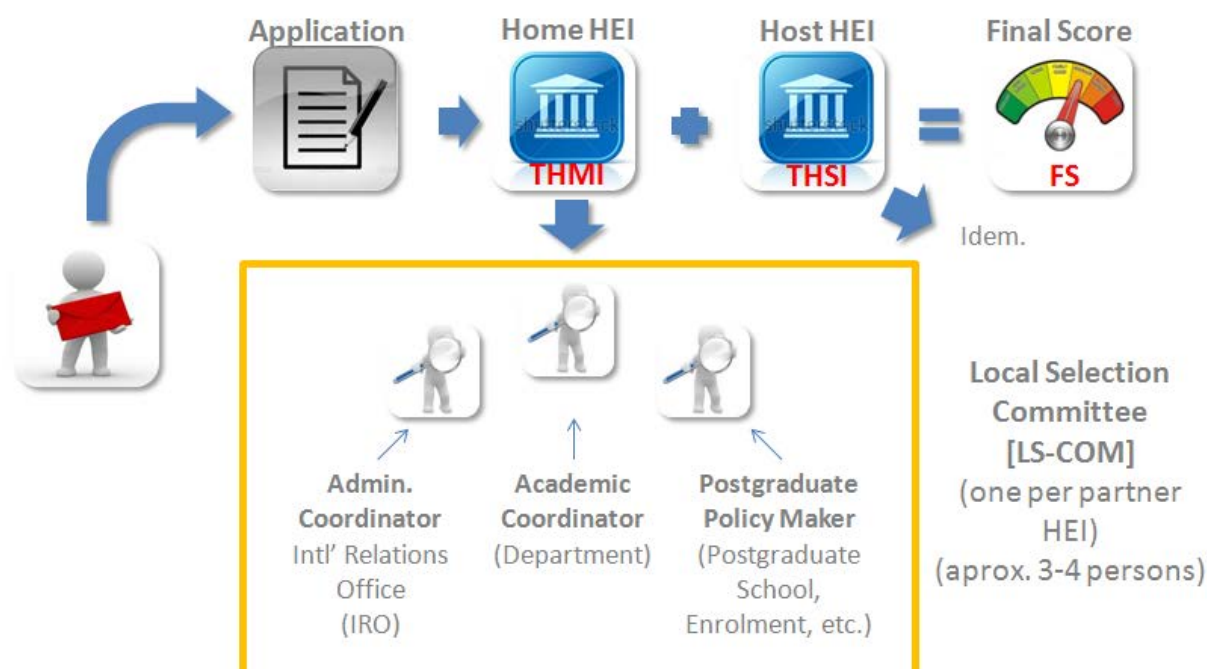 Application
Home HEI
Host HEI
Final Score
shutterstock
THMI
shutterstock
THSI
FS
Idem.
Admin.
Coordinator
Intl' Relations
Office
(IRO)
Academic
Coordinator
(Department)
Postgraduate
Policy Maker
(Postgraduate
School,
Enrolment, etc.)
Local Selection
Committee
[LS-COM]
(one per partner
HEI)
(aprox. 3-4 persons)